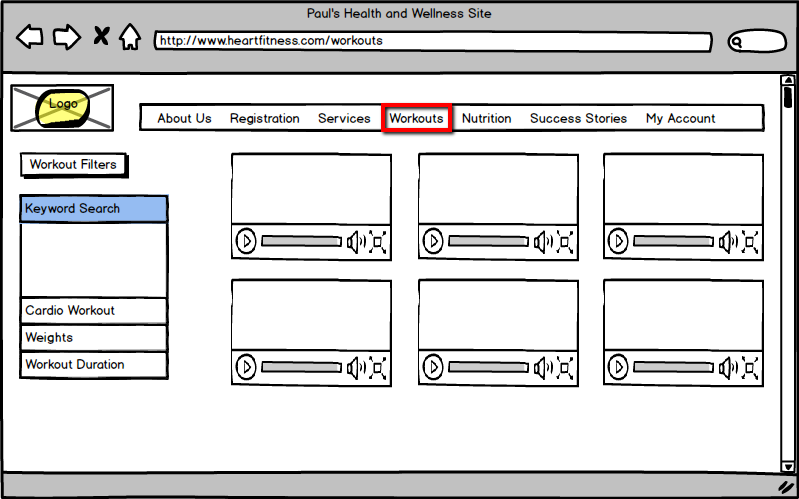 Paul's Health and Wellness Site
http://www.heartfitness.com/workouts
Logo
About Us Registration Services Workouts Nutrition Success Stories My Account
Workout Filters
Keyword Search
Cardio Workout
Weights
Workout Duration